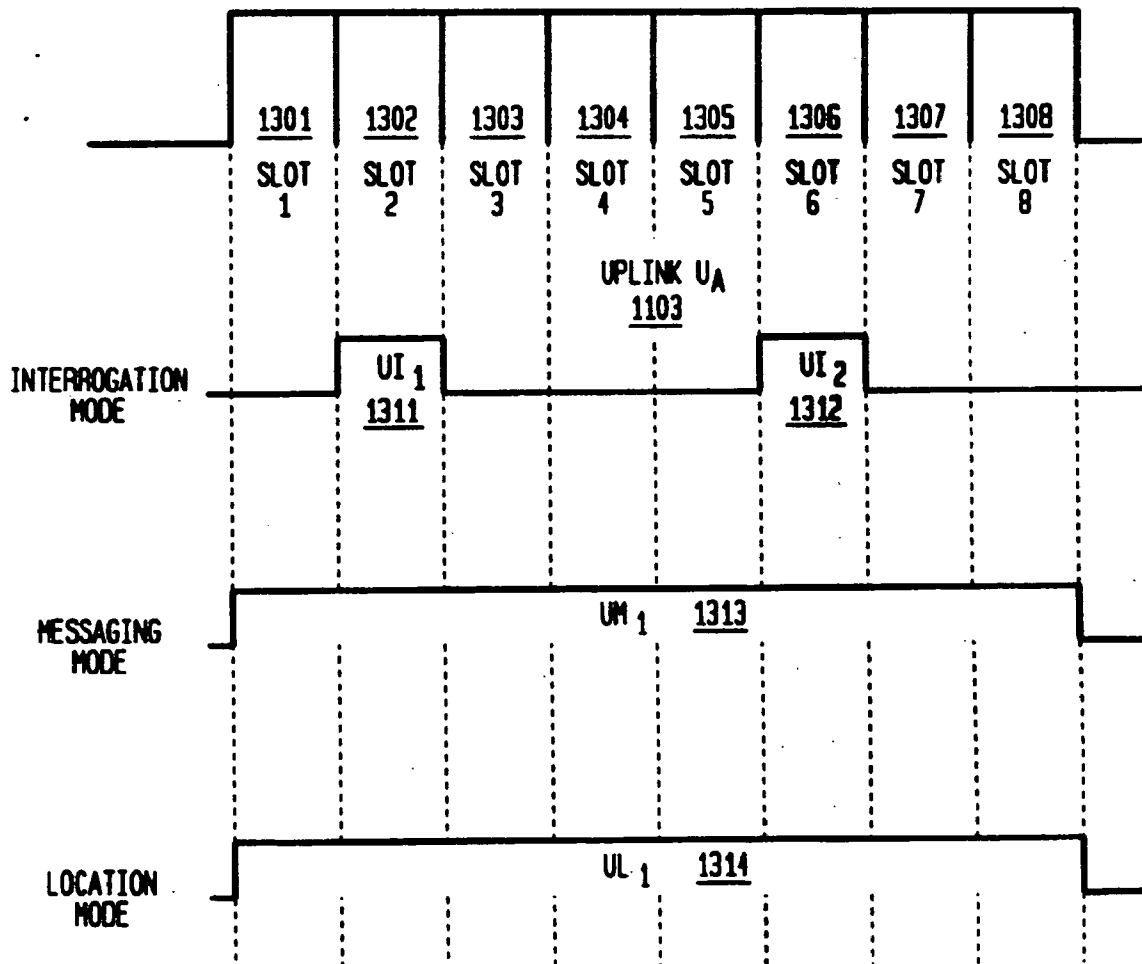 1301 1302 1303 1304 1305 1306 1307 1308
SLOT SLOT SLOT SLOT SLOT SLOT SLOT SLOT
1 2 3 4 5 6 7 8
UPLINK UA
1103
INTERROGATION
MODE
UI1
1311
UI2
1312
MESSAGING
MODE
UM1 1313
LOCATION
MODE
UL1 1314